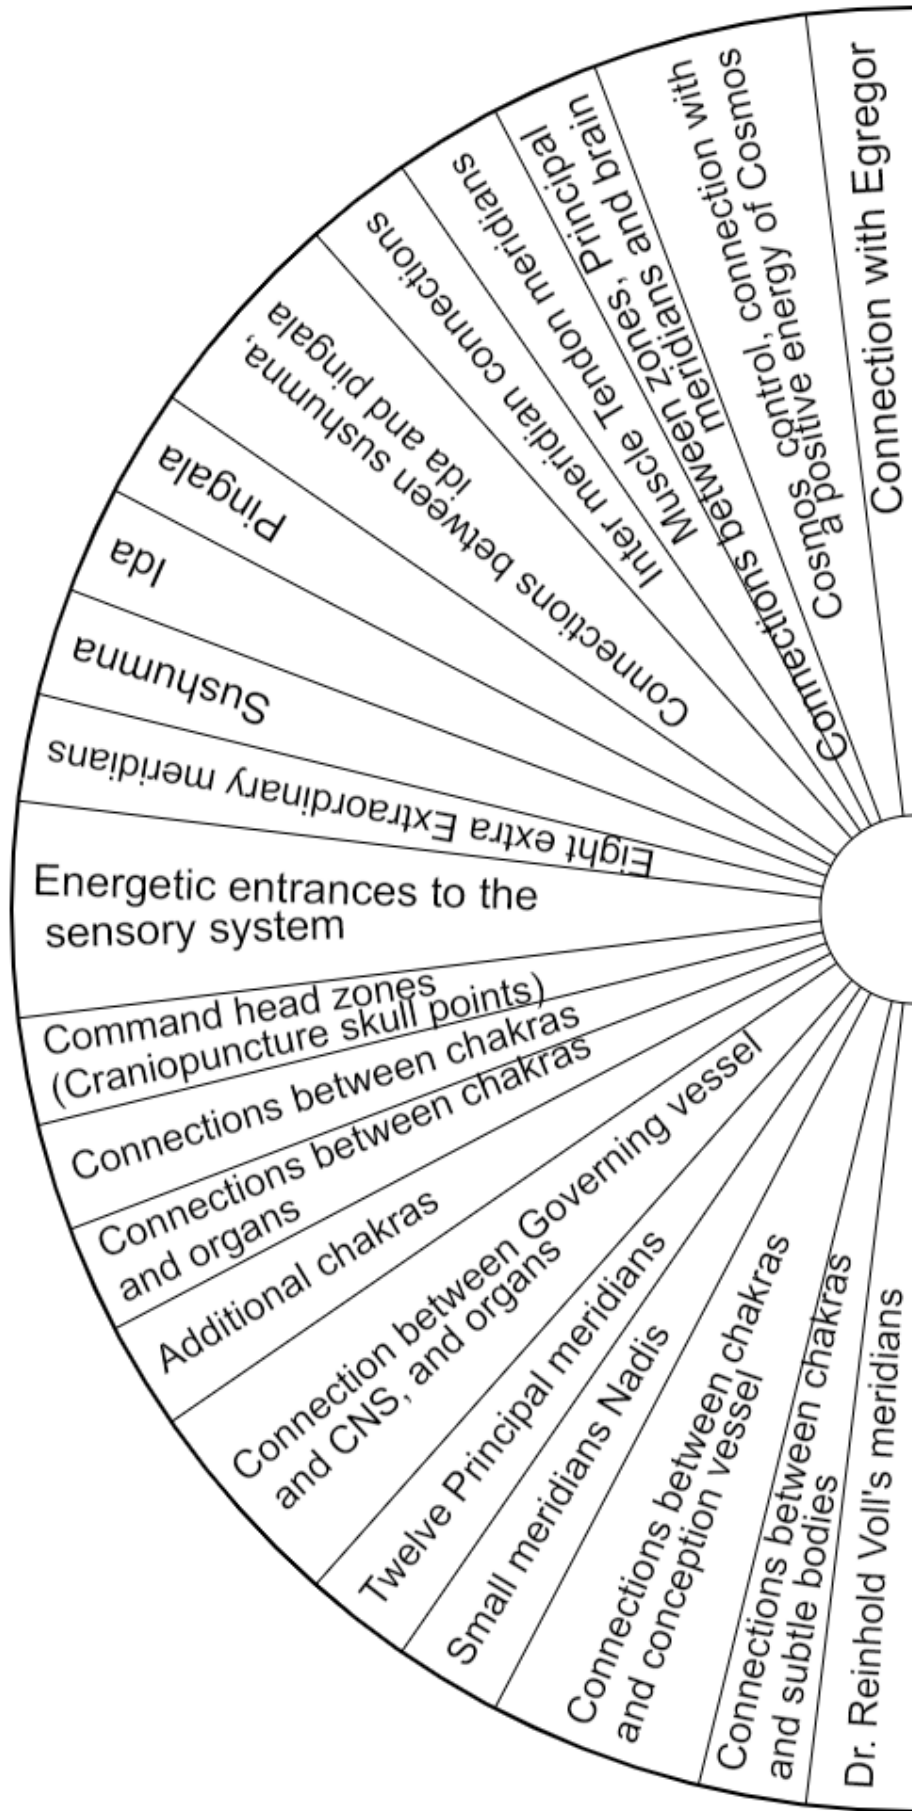 Connection with Egregor
Cosmos control, connection with
a positive energy of Cosmos
Connections between zones, Principal
meridians and brain
Muscle Tendon meridians
Inter meridian connections
Connections between sushumna,
ida and pingala
Pingala
Ida
Sushumna
Eight extra Extraordinary meridians
Energetic entrances to the
sensory system
Command head zones
(Craniopuncture skull points)
Connections between chakras
Connections between chakras
and organs
Additional chakras
Connection between Governing vessel
and CNS, and organs
Twelve Principal meridians
Small meridians Nadis
Connections between chakras
and conception vessel
Connections between chakras
and subtle bodies
Dr. Reinhold Voll's meridians